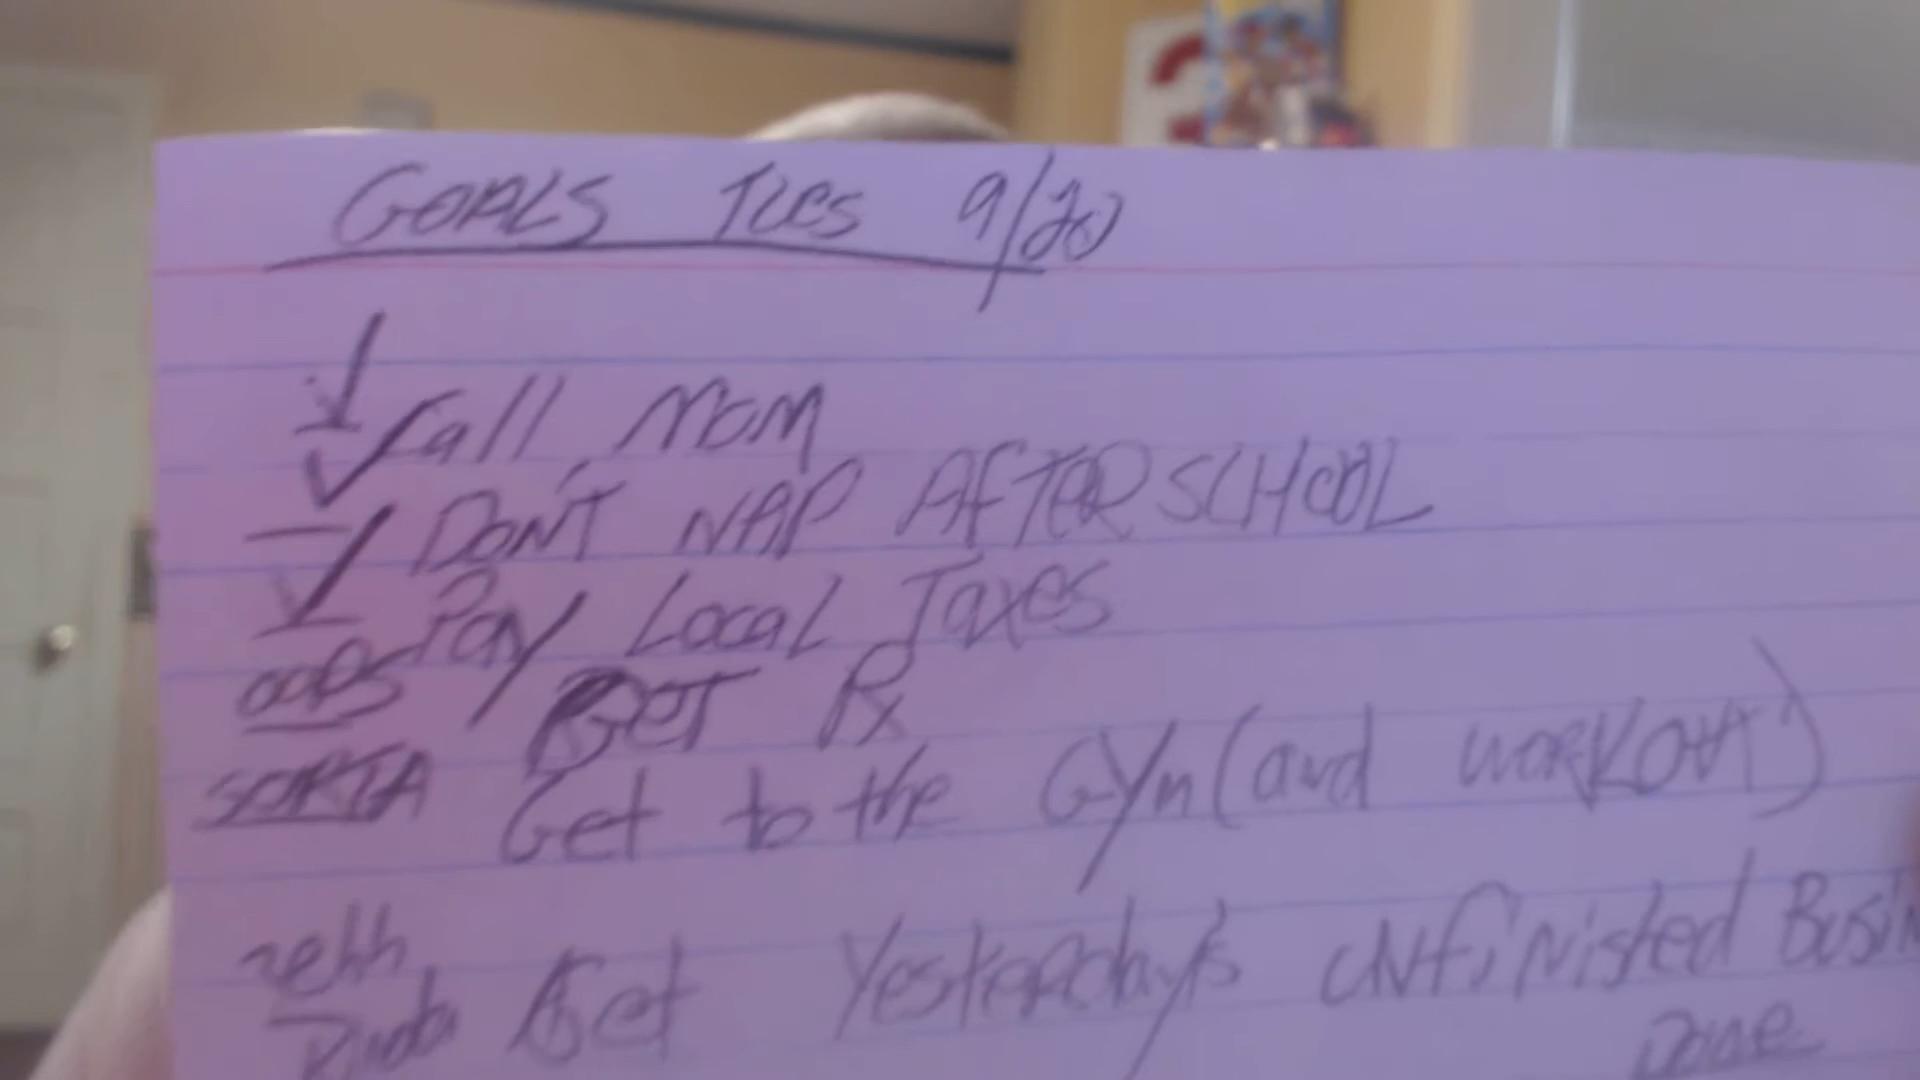 GOALS TUES 9/20
Call MOM
DON'T NAP AFTER SCHOOL
Pay Local Taxes
OOPS GET Rx
SORTA Get to the GYm (and WORKOUT)
Get Yesterday's UNfiNished Busin
Done